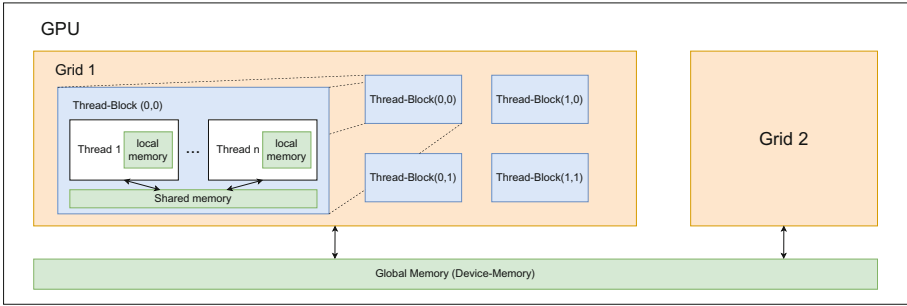 GPU
Grid 1
Thread-Block (0,0)
Thread 1
local
memory
...
Thread n
local
memory
Shared memory
Thread-Block(0,0)
Thread-Block(1,0)
Thread-Block(0,1)
Thread-Block(1,1)
Grid 2
Global Memory (Device-Memory)